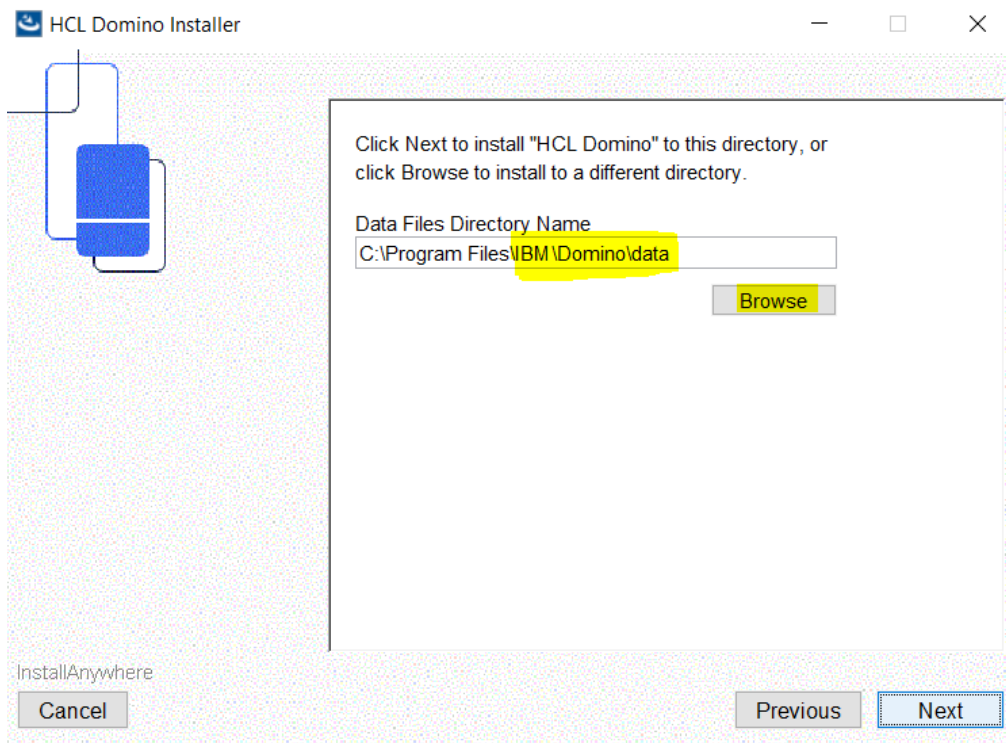 HCL Domino Installer
Click Next to install "HCL Domino" to this directory, or
click Browse to install to a different directory.
Data Files Directory Name
C:\Program Files\IBM\Domino\data
Browse
InstallAnywhere
Cancel
Previous
Next